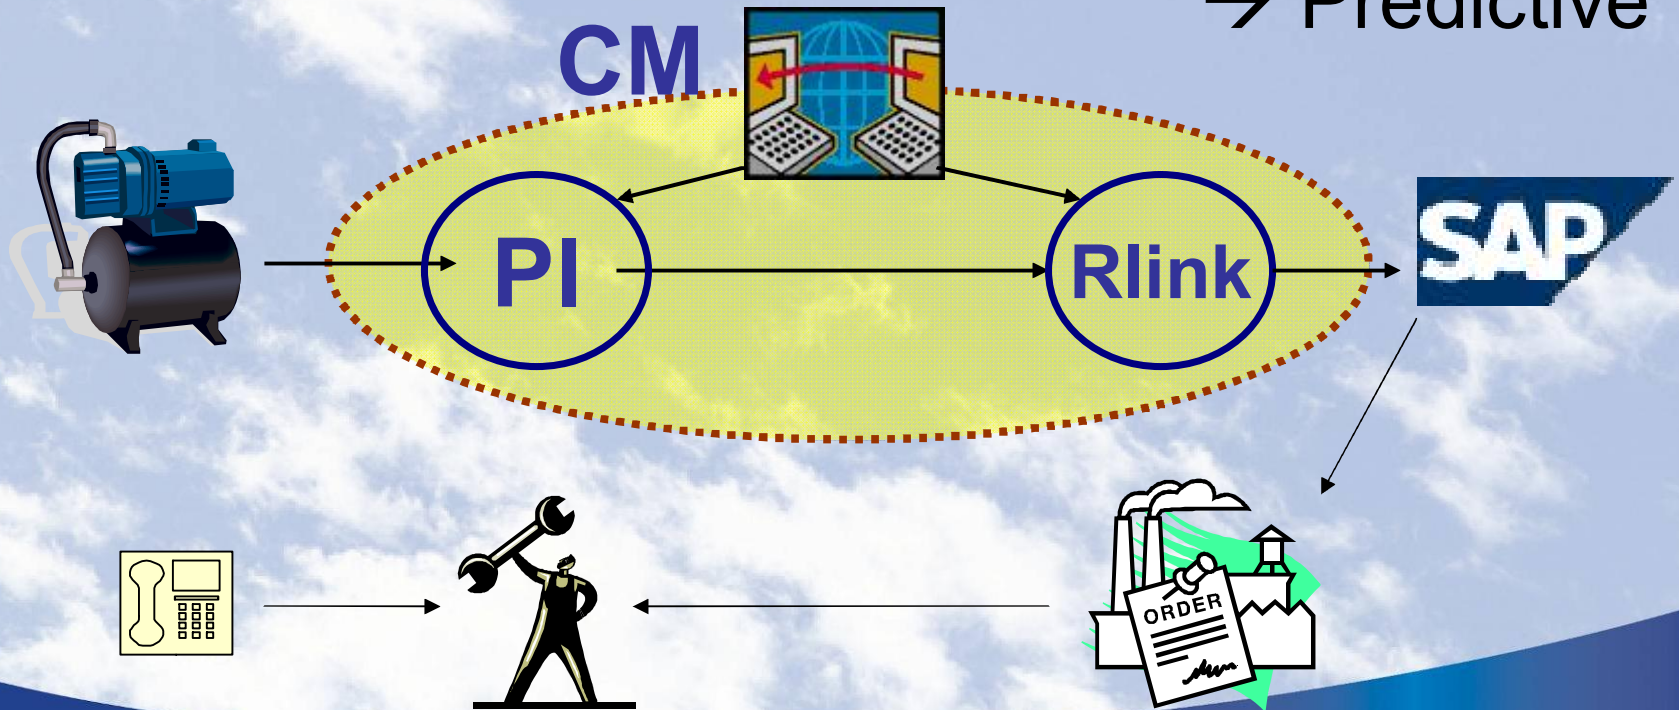 → Predictive
CM
PI
Rlink
SAP
ORDER